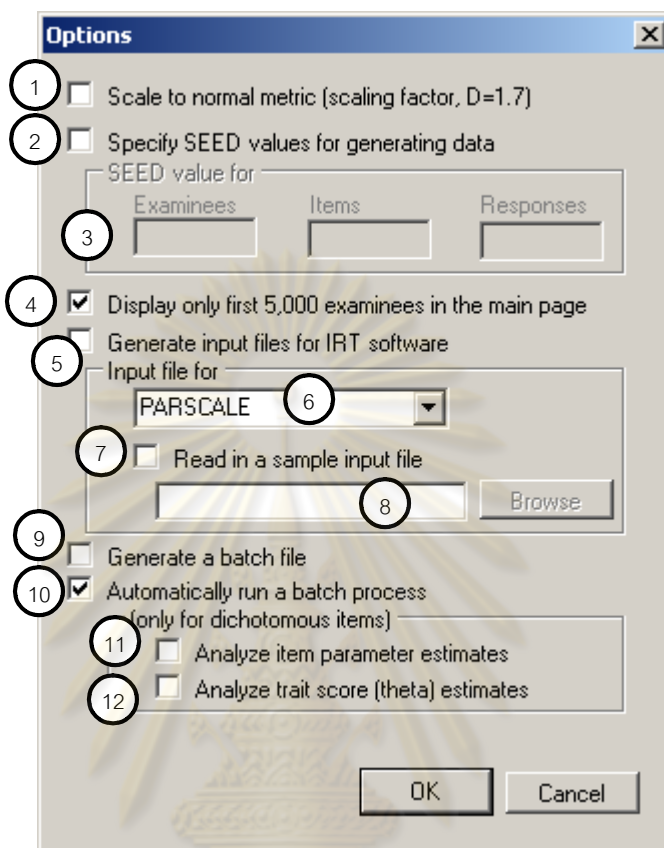 Options
1 Scale to normal metric (scaling factor, D=1.7)
2 Specify SEED values for generating data
SEED value for
Examinees Items Responses
3
4 Display only first 5,000 examinees in the main page
Generate input files for IRT software
5 Input file for
PARSCALE 6
7 Read in a sample input file
8 Browse
9 Generate a batch file
10 Automatically run a batch process
(only for dichotomous items)
11 Analyze item parameter estimates
12 Analyze trait score (theta) estimates
OK Cancel